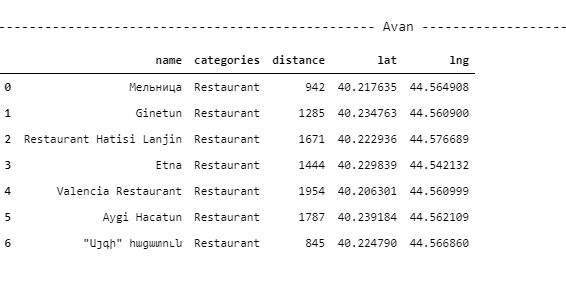 Avan
name categories distance lat lng
0 Мельница Restaurant 942 40.217635 44.564908
1 Ginetun Restaurant 1285 40.234763 44.560900
2 Restaurant Hatisi Lanjin Restaurant 1671 40.222936 44.576689
3 Etna Restaurant 1444 40.229839 44.542132
4 Valencia Restaurant Restaurant 1954 40.206301 44.560999
5 Aygi Hacatun Restaurant 1787 40.239184 44.562109
6 "Այգի" հացատուն Restaurant 845 40.224790 44.566860